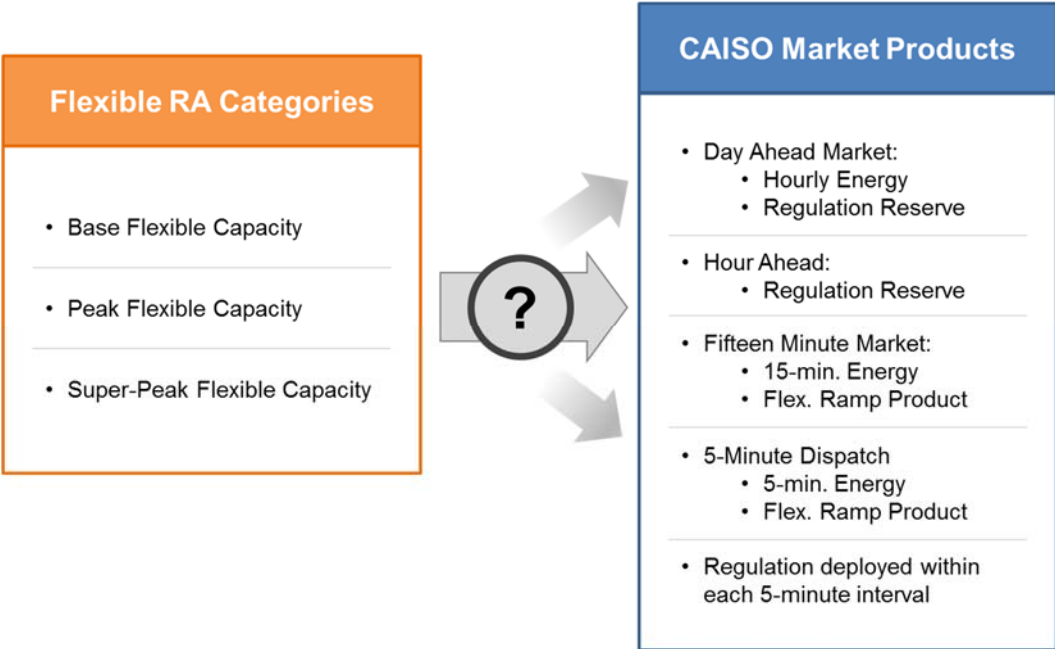 Flexible RA Categories
• Base Flexible Capacity
• Peak Flexible Capacity
• Super-Peak Flexible Capacity
?
CAISO Market Products
• Day Ahead Market:
• Hourly Energy
• Regulation Reserve
• Hour Ahead:
• Regulation Reserve
• Fifteen Minute Market:
• 15-min. Energy
• Flex. Ramp Product
• 5-Minute Dispatch
• 5-min. Energy
• Flex. Ramp Product
• Regulation deployed within
each 5-minute interval